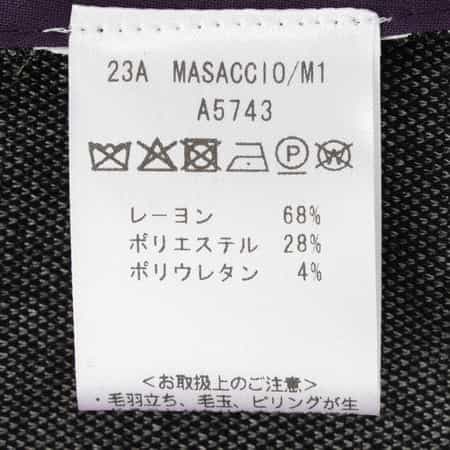 23A MASACCIO/M1
A5743
P W
レーヨン 68%
ポリエステル 28%
ポリウレタン 4%
＜お取扱上のご注意＞
・毛羽立ち、毛玉、ピリングが生